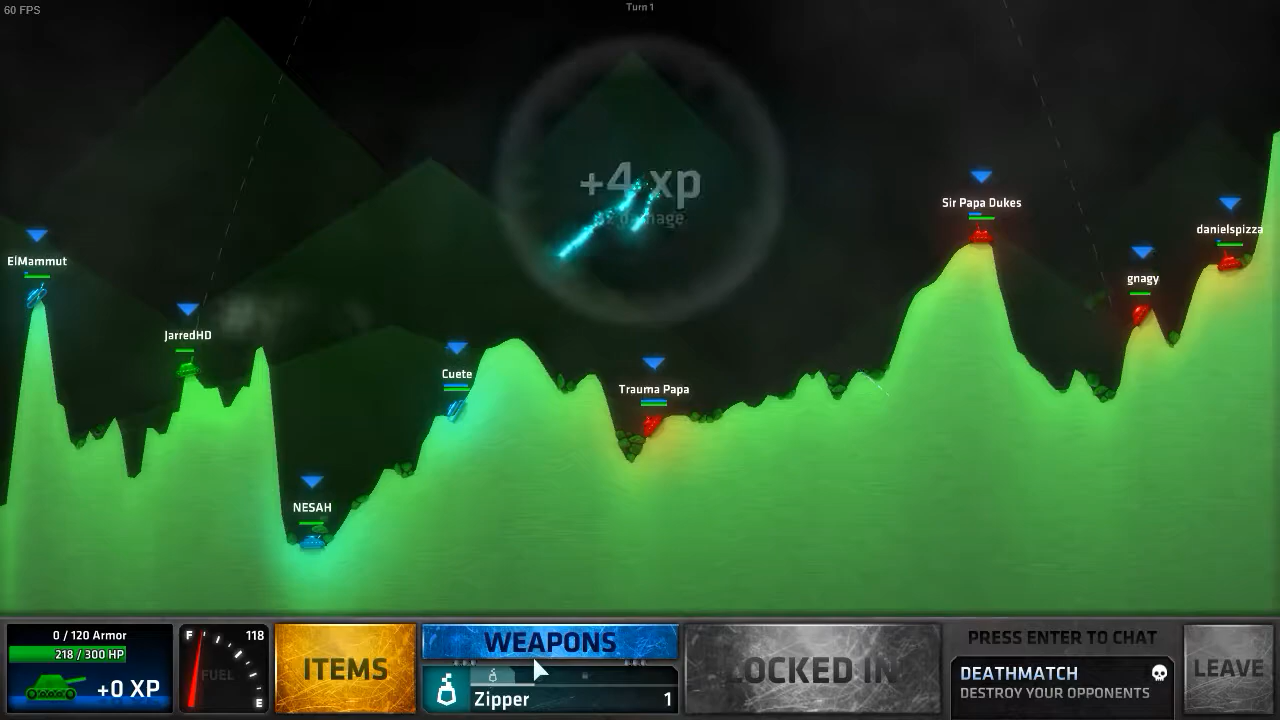 60 FPS
Turn 1
+4 xp
damage
Sir Papa Dukes
danielspizza
ElMammut
gnagy
JarredHD
Cuete
Trauma Papa
NESAH
0 / 120 Armor
218 / 300 HP
+0 XP
F
118
FUEL
E
ITEMS
WEAPONS
Zipper
1
LOCKED IN
PRESS ENTER TO CHAT
DEATHMATCH
DESTROY YOUR OPPONENTS
LEAVE